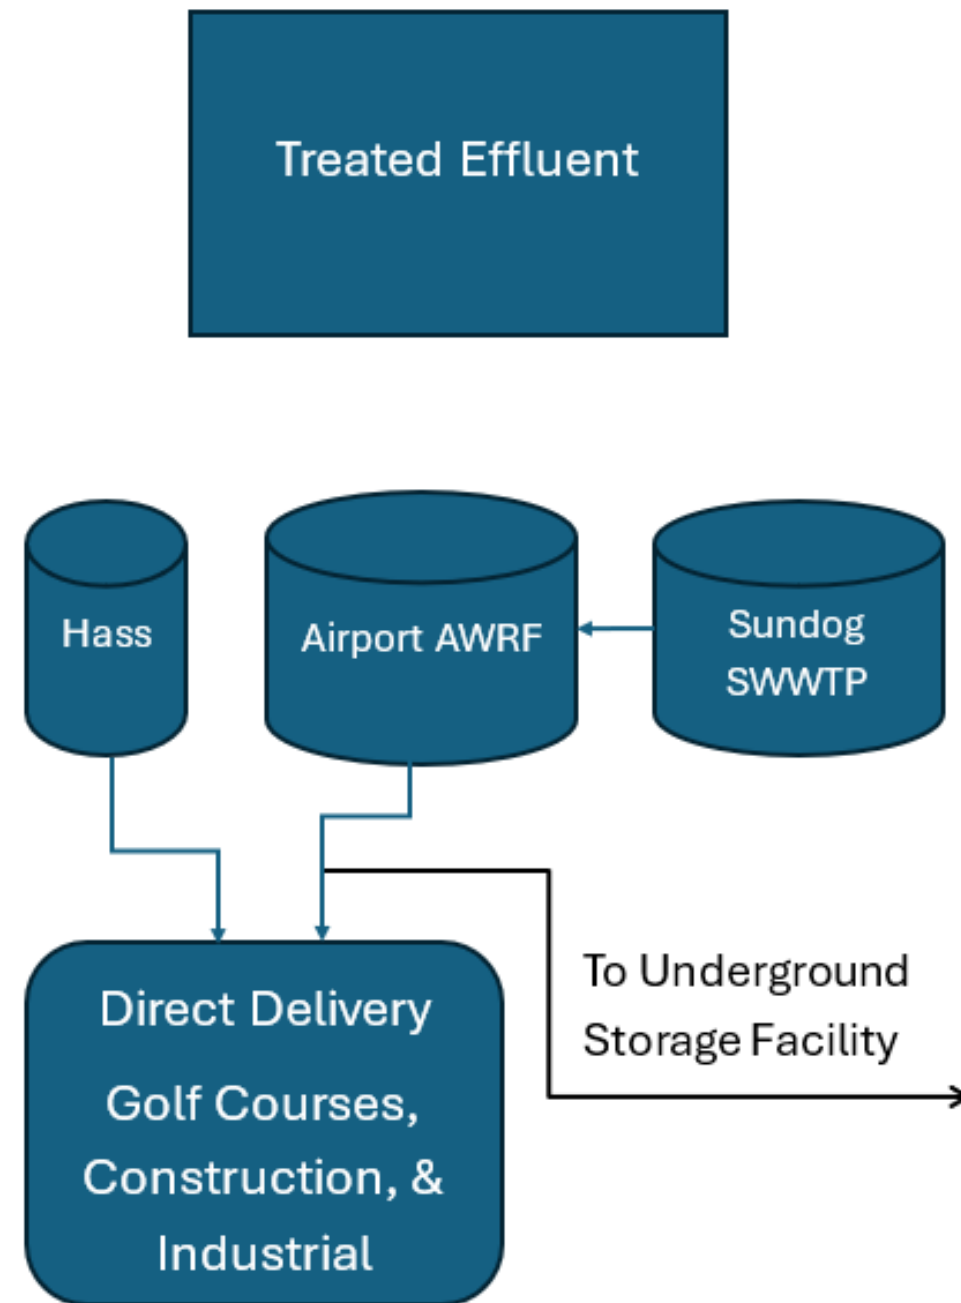 Treated Effluent
Hass
Airport AWRF
Sundog
SWWTP
To Underground
Storage Facility
Direct Delivery
Golf Courses,
Construction, &
Industrial